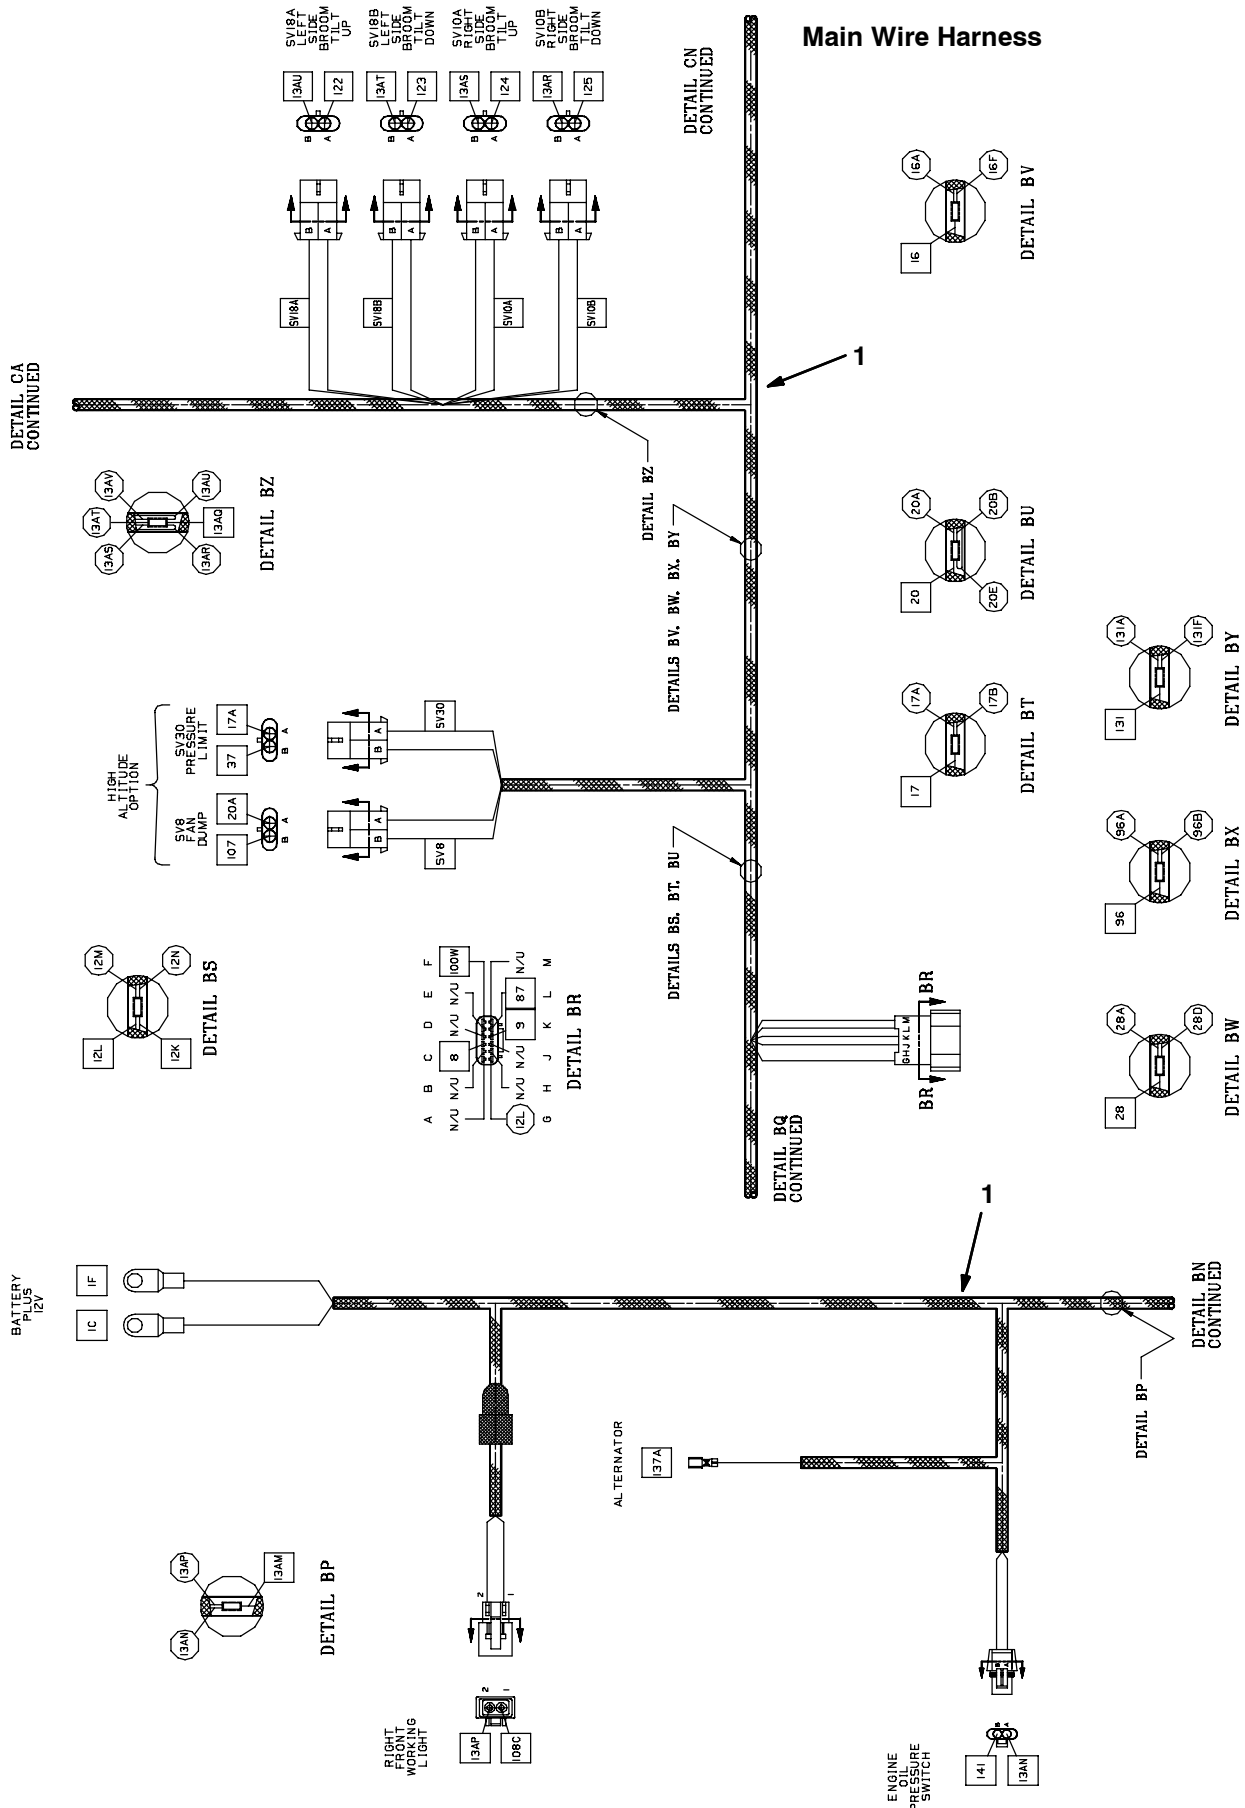 Main Wire Harness
SV18A
LEFT
SIDE
BROOM
TILT
UP
SV18B
LEFT
SIDE
BROOM
TILT
DOWN
SV10A
RIGHT
SIDE
BROOM
TILT
UP
SV10B
RIGHT
SIDE
BROOM
TILT
DOWN
13AU
122
13AT
123
13AS
124
13AR
125
B
A
B
A
B
A
B
A
B
A
B
A
B
A
B
A
SV18A
SV18B
SV10A
SV10B
DETAIL CN
CONTINUED
16A
16F
16
DETAIL BV
1
DETAIL CA
CONTINUED
13AV
13AT
13AU
13AS
13AQ
13AR
DETAIL BZ
DETAIL BZ
DETAILS BV. BW. BX. BY
20A
20B
20
20E
DETAIL BU
HIGH
ALTITUDE
OPTION
SV30
PRESSURE
LIMIT
17A
37
A
B
SV8
FAN
DUMP
20A
107
A
B
A
B
A
B
SV30
SV8
17A
17B
17
DETAIL BT
131A
131F
131
DETAIL BY
DETAILS BS. BT. BU
96A
96B
96
DETAIL BX
12M
12N
12L
12K
DETAIL BS
F
E
D
C
B
A
100W
N/U
N/U
8
N/U
N/U
N/U
87
9
N/U
N/U
12L
M
L
K
J
H
G
DETAIL BR
GHJKLM
BR
BR
28A
28D
28
DETAIL BW
DETAIL BQ
CONTINUED
BATTERY
PLUS
12V
1F
1C
1
DETAIL BN
CONTINUED
DETAIL BP
ALTERNATOR
137A
13AP
13AM
13AN
DETAIL BP
2
1
2
1
RIGHT
FRONT
WORKING
LIGHT
13AP
108C
B
A
B
A
ENGINE
OIL
PRESSURE
SWITCH
141
13AN